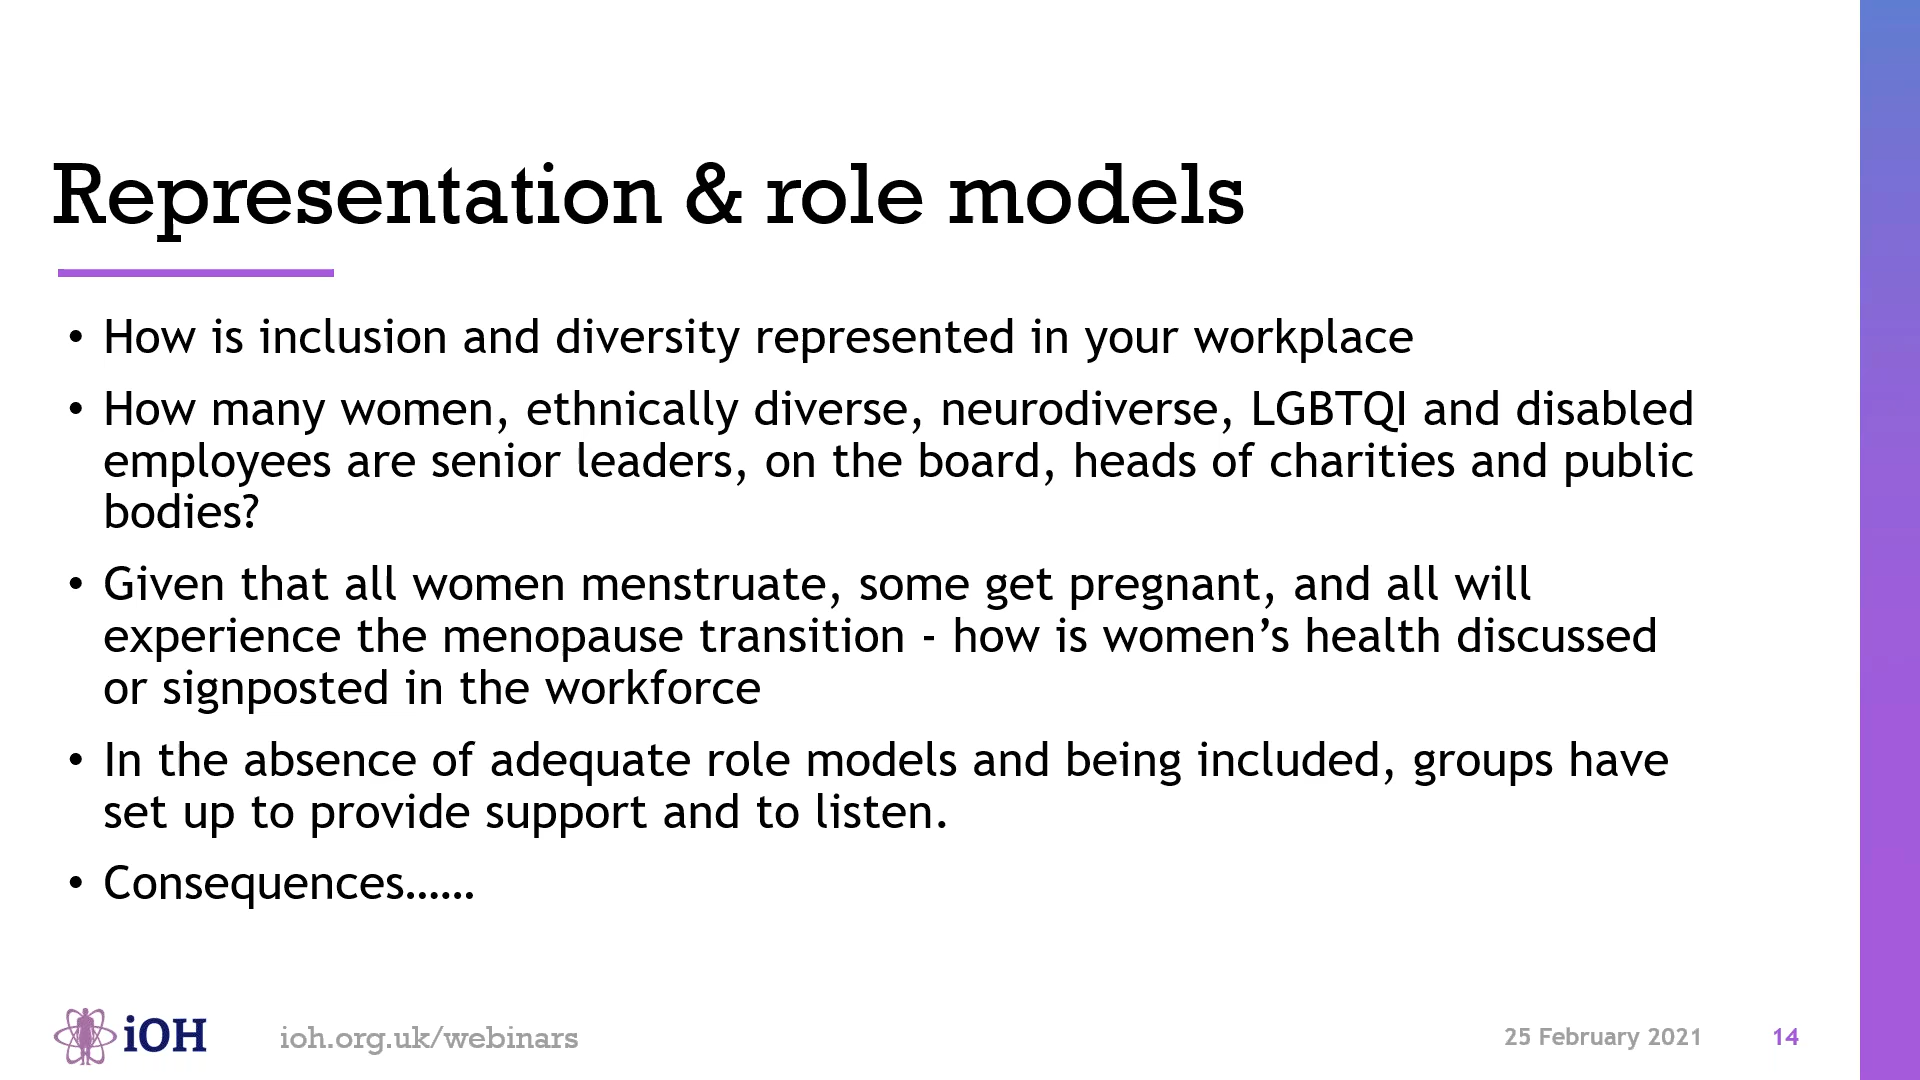 Representation & role models
• How is inclusion and diversity represented in your workplace
• How many women, ethnically diverse, neurodiverse, LGBTQI and disabled
employees are senior leaders, on the board, heads of charities and public
bodies?
• Given that all women menstruate, some get pregnant, and all will
experience the menopause transition - how is women’s health discussed
or signposted in the workforce
• In the absence of adequate role models and being included, groups have
set up to provide support and to listen.
• Consequences……
iOH
ioh.org.uk/webinars
25 February 2021
14